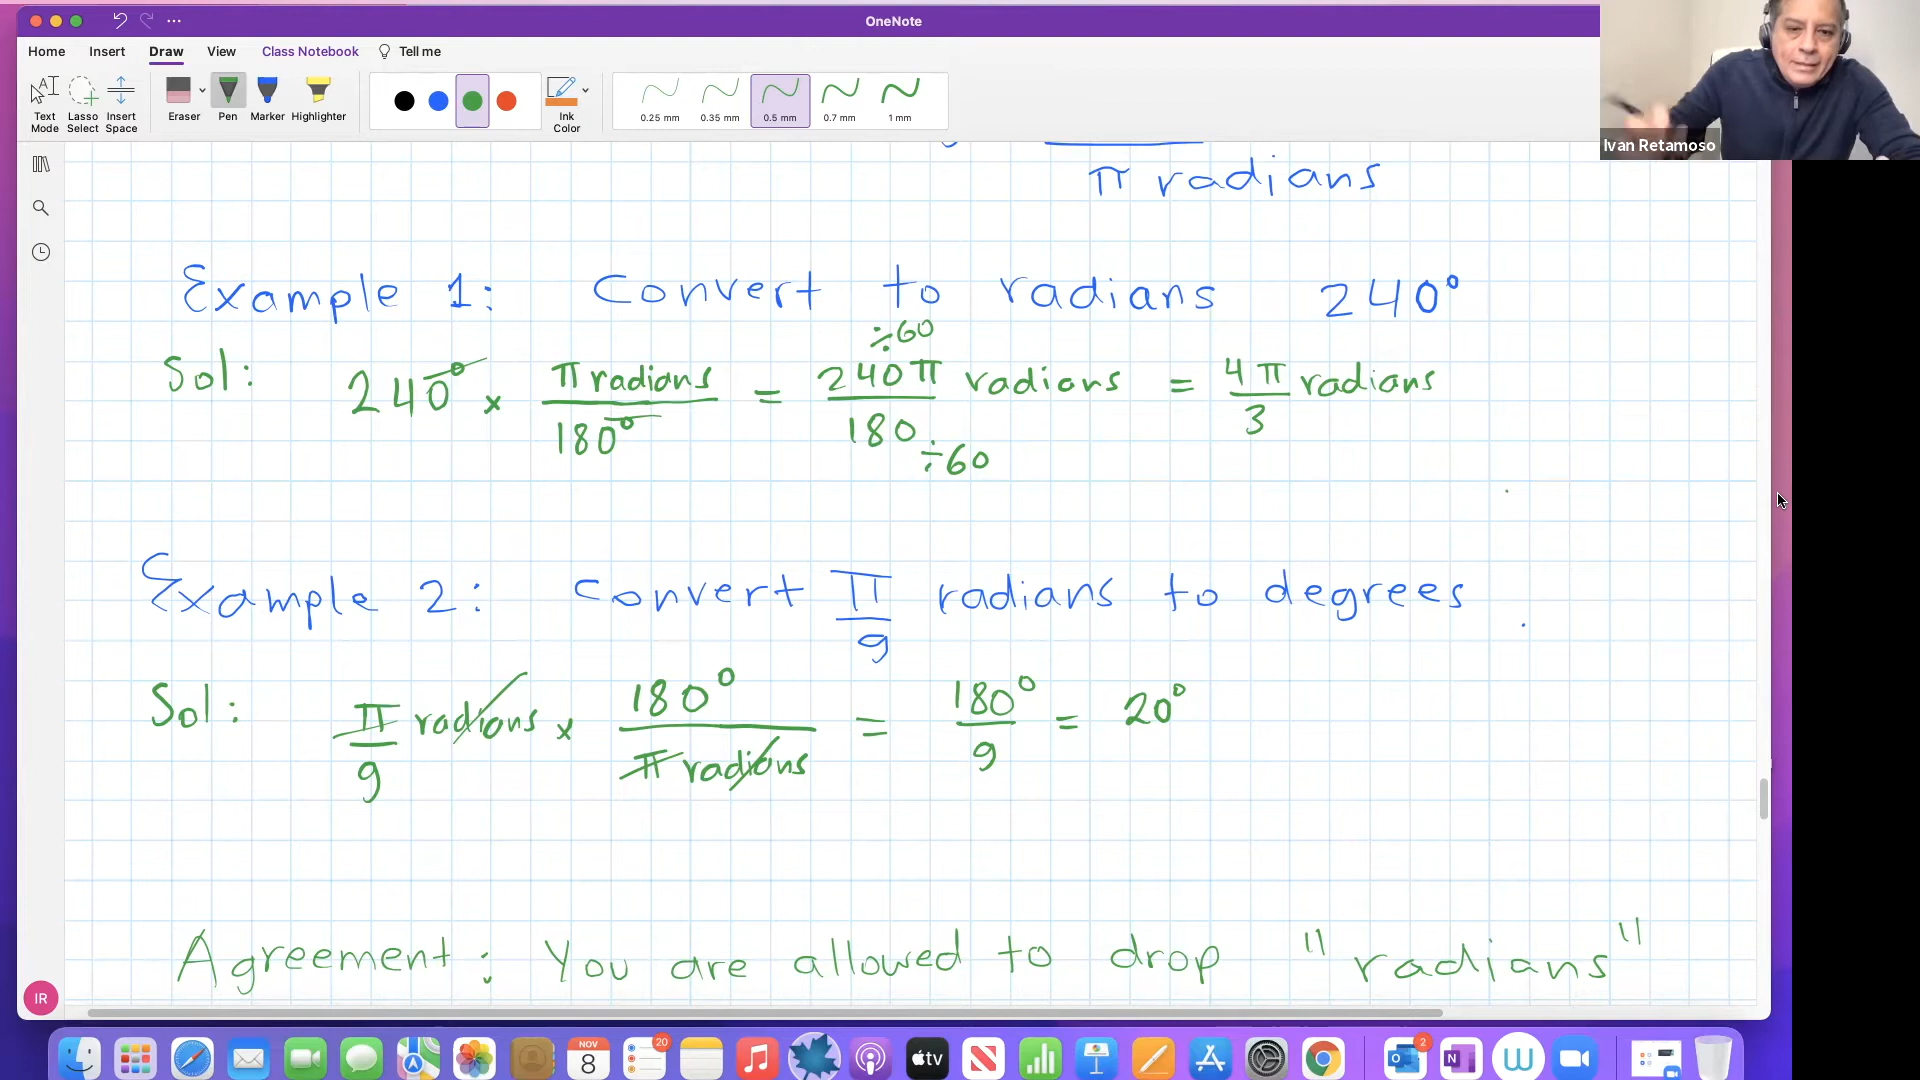 OneNote
Home Insert Draw View Class Notebook Tell me
Text Mode Lasso Select Insert Space Eraser Pen Marker Highlighter Ink Color 0.25 mm 0.35 mm 0.5 mm 0.7 mm 1 mm
Ivan Retamoso
π radians
Example 1: Convert to radians 240°
÷60
Sol: 240° × π radians / 180° = 240π / 180 radians = 4π / 3 radians
÷60
Example 2: Convert π / 9 radians to degrees.
Sol: π / 9 radians × 180° / π radians = 180° / 9 = 20°
Agreement: You are allowed to drop "radians"
IR
NOV
8
20
tv
2
N
W